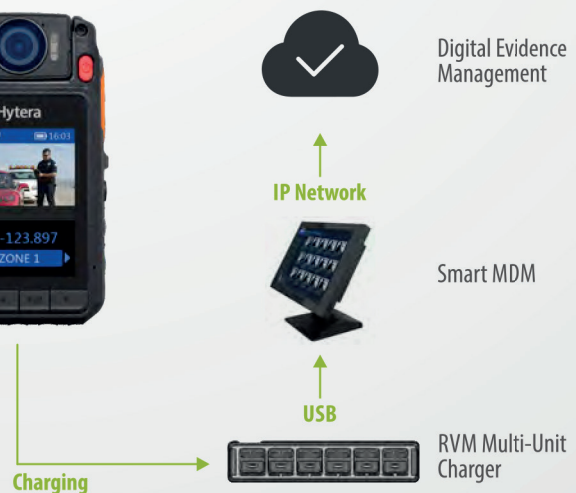 Digital Evidence
Management
Hytera
16:03
-123.897
ZONE 1
IP Network
Smart MDM
USB
RVM Multi-Unit
Charger
Charging